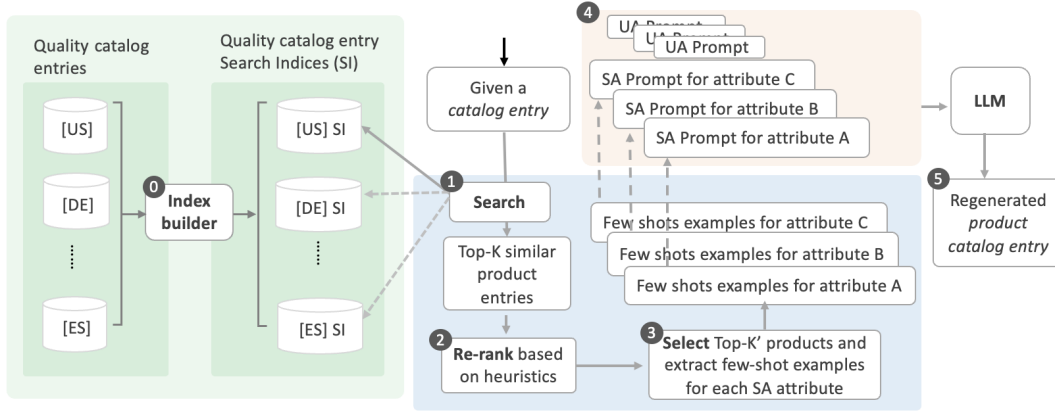 Quality catalog
entries
[US]
[DE]
[ES]
0
Index
builder
Quality catalog entry
Search Indices (SI)
[US] SI
[DE] SI
[ES] SI
Given a
catalog entry
1
Search
Top-K similar
product
entries
2
Re-rank based
on heuristics
3
Select Top-K’ products and
extract few-shot examples
for each SA attribute
Few shots examples for attribute C
Few shots examples for attribute B
Few shots examples for attribute A
4
UA Prompt
UA Prompt
UA Prompt
SA Prompt for attribute C
SA Prompt for attribute B
SA Prompt for attribute A
LLM
5
Regenerated
product
catalog entry